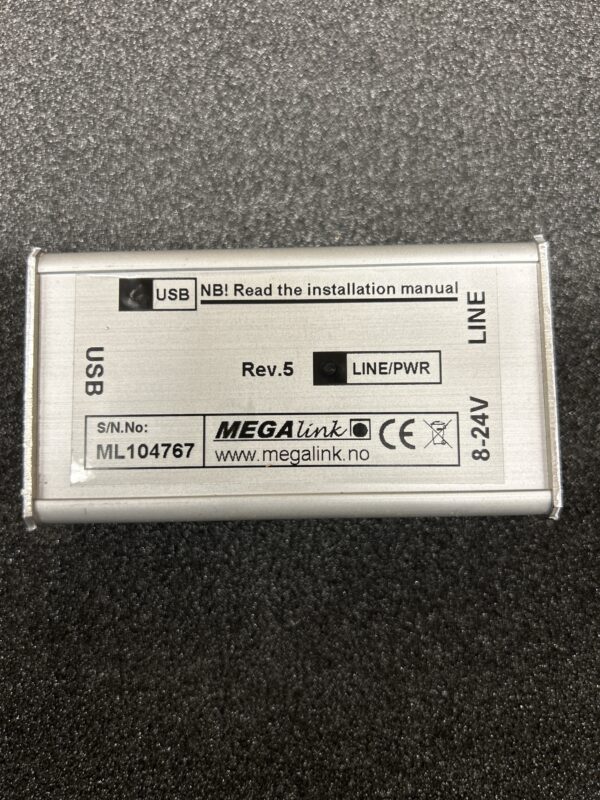 USB
NB! Read the installation manual
LINE
USB
Rev.5
LINE/PWR
S/N.No:
ML104767
MEGAlink
www.megalink.no
CE
8-24V